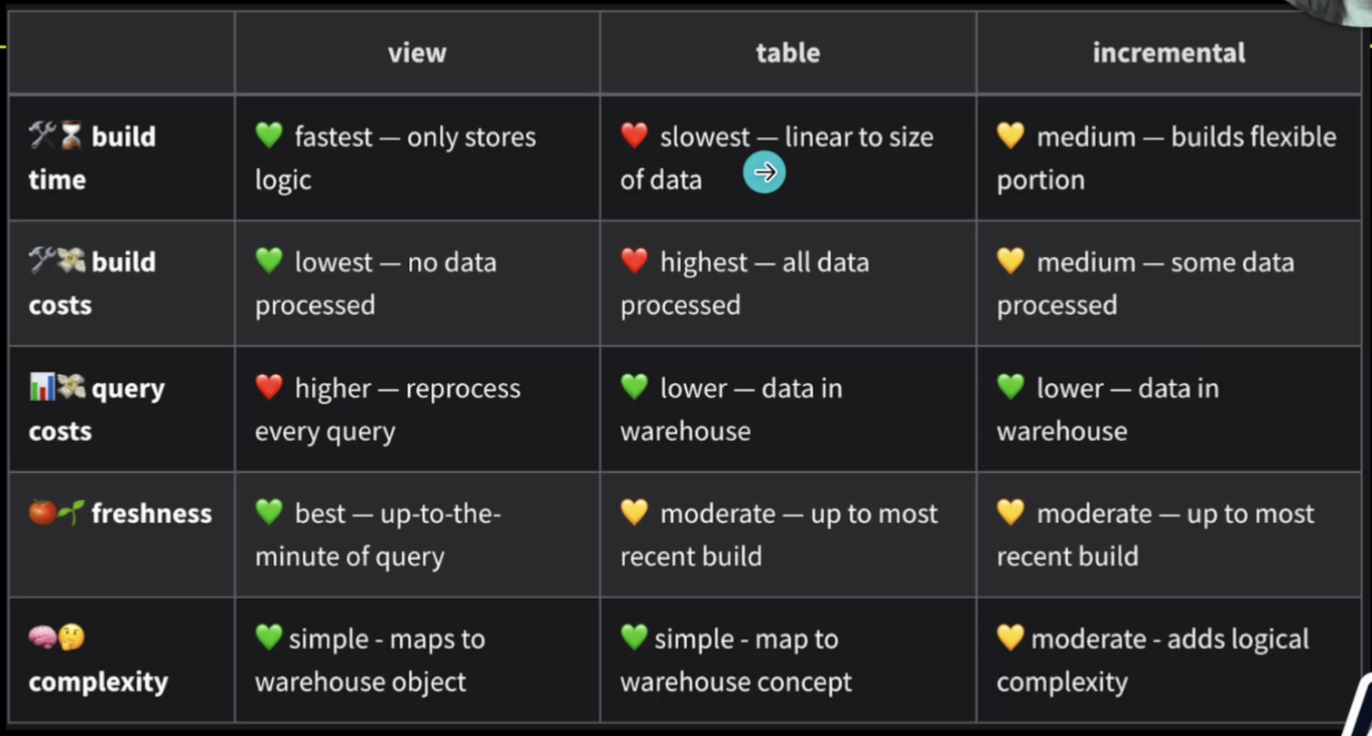 view
table
incremental
🛠️⏳ build
time
💚 fastest — only stores
logic
❤️ slowest — linear to size
of data
💛 medium — builds flexible
portion
🛠️💸 build
costs
💚 lowest — no data
processed
❤️ highest — all data
processed
💛 medium — some data
processed
📊💸 query
costs
❤️ higher — reprocess
every query
💚 lower — data in
warehouse
💚 lower — data in
warehouse
🍅🌱 freshness
💚 best — up-to-the-
minute of query
💛 moderate — up to most
recent build
💛 moderate — up to most
recent build
🧠🤔
complexity
💚 simple - maps to
warehouse object
💚 simple - map to
warehouse concept
💛 moderate - adds logical
complexity